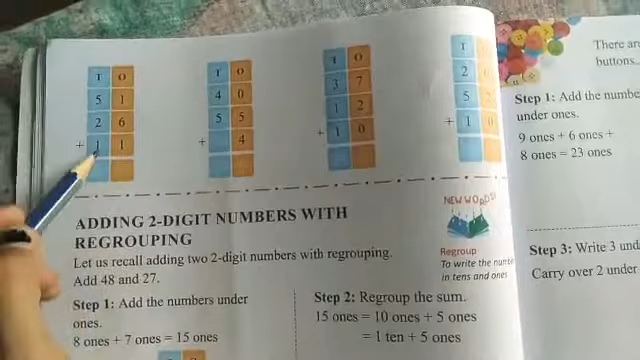 T O
5 1
2 6
+ 1 1
T O
4 0
5 5
+ 4
T O
3 7
1 2
+ 1 0
T
2
5
+ 1 0
ADDING 2-DIGIT NUMBERS WITH
REGROUPING
Let us recall adding two 2-digit numbers with regrouping.
Add 48 and 27.
Step 1: Add the numbers under
ones.
8 ones + 7 ones = 15 ones
Step 2: Regroup the sum.
15 ones = 10 ones + 5 ones
= 1 ten + 5 ones
NEW WORDS
Regroup
To write the
in tens and ones
There
buttons..
Step 1: Add the
under ones.
9 ones + 6 ones +
8 ones = 23 ones
Step 3: Write 3
Carry over 2 under